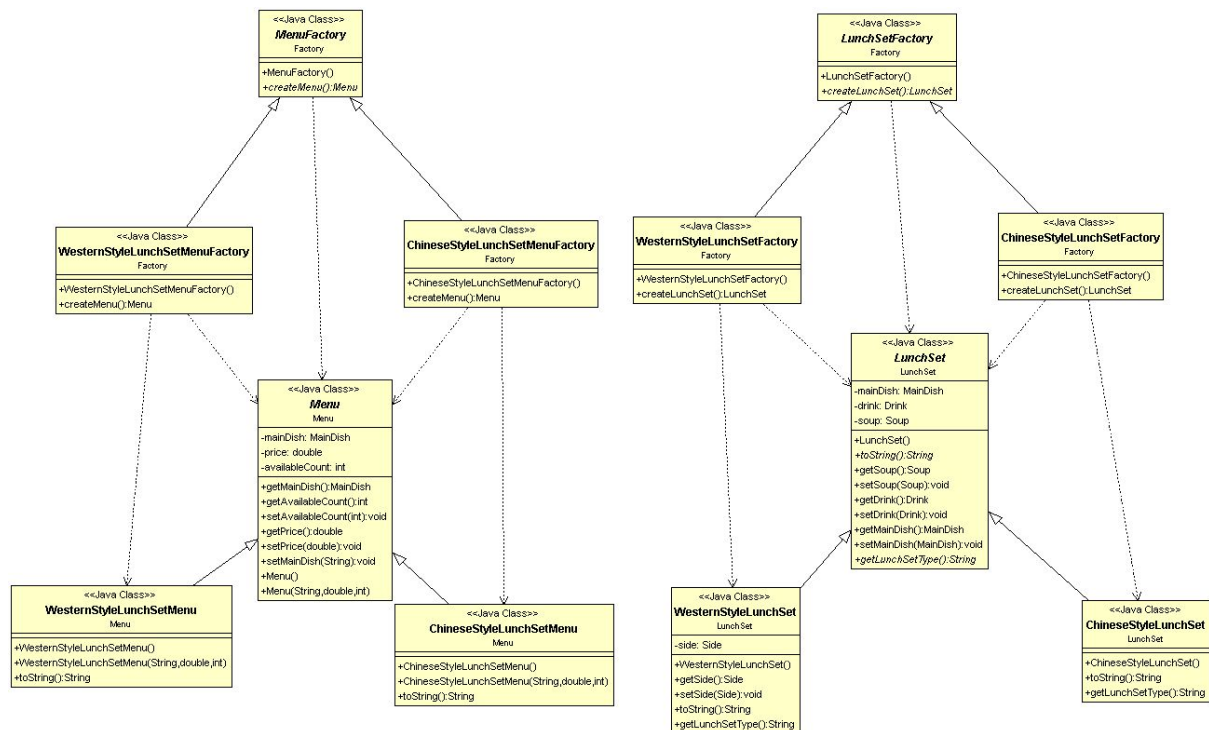 <<Java Class>>
MenuFactory
Factory
+MenuFactory()
+createMenu():Menu
<<Java Class>>
LunchSetFactory
Factory
+LunchSetFactory()
+createLunchSet():LunchSet
<<Java Class>>
WesternStyleLunchSetMenuFactory
Factory
+WesternStyleLunchSetMenuFactory()
+createMenu():Menu
<<Java Class>>
ChineseStyleLunchSetMenuFactory
Factory
+ChineseStyleLunchSetMenuFactory()
+createMenu():Menu
<<Java Class>>
WesternStyleLunchSetFactory
Factory
+WesternStyleLunchSetFactory()
+createLunchSet():LunchSet
<<Java Class>>
ChineseStyleLunchSetFactory
Factory
+ChineseStyleLunchSetFactory()
+createLunchSet():LunchSet
<<Java Class>>
Menu
Menu
-mainDish: MainDish
-price: double
-availableCount: int
+getMainDish():MainDish
+getAvailableCount():int
+setAvailableCount(int):void
+getPrice():double
+setPrice(double):void
+setMainDish(String):void
+Menu()
+Menu(String,double,int)
<<Java Class>>
LunchSet
LunchSet
-mainDish: MainDish
-drink: Drink
-soup: Soup
+LunchSet()
+toString():String
+getSoup():Soup
+setSoup(Soup):void
+getDrink():Drink
+setDrink(Drink):void
+getMainDish():MainDish
+setMainDish(MainDish):void
+getLunchSetType():String
<<Java Class>>
WesternStyleLunchSetMenu
Menu
+WesternStyleLunchSetMenu()
+WesternStyleLunchSetMenu(String,double,int)
+toString():String
<<Java Class>>
ChineseStyleLunchSetMenu
Menu
+ChineseStyleLunchSetMenu()
+ChineseStyleLunchSetMenu(String,double,int)
+toString():String
<<Java Class>>
WesternStyleLunchSet
LunchSet
-side: Side
+WesternStyleLunchSet()
+getSide():Side
+setSide(Side):void
+toString():String
+getLunchSetType():String
<<Java Class>>
ChineseStyleLunchSet
LunchSet
+ChineseStyleLunchSet()
+toString():String
+getLunchSetType():String